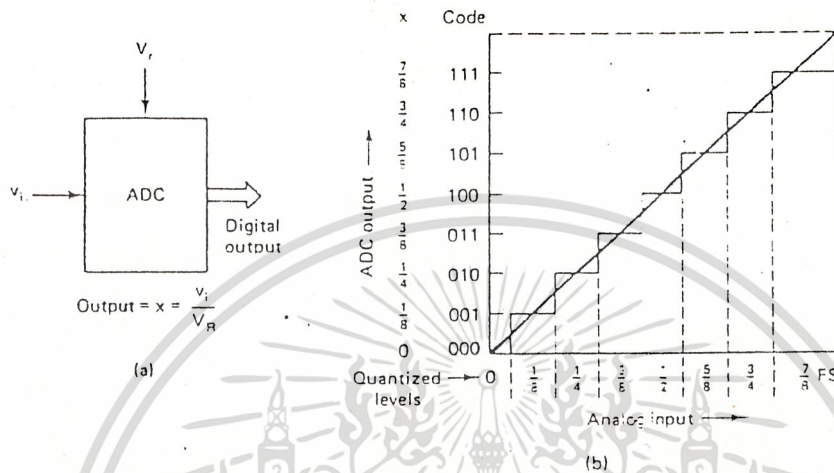 V_r
v_i
ADC
Digital
output
Output = x = v_i / V_R
(a)
x Code
7/8 111
3/4 110
5/8 101
1/2 100
3/8 011
1/4 010
1/8 001
0 000
ADC output
Quantized levels 0 1/8 1/4 3/8 1/2 5/8 3/4 7/8 FS
Analog input
(b)